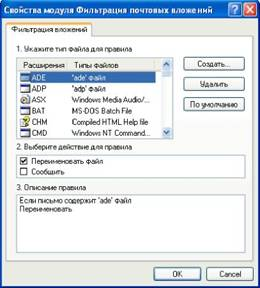 Свойства модуля Фильтрация почтовых вложений
Фильтрация вложений
1. Укажите тип файла для правила
Расширения Типы файлов
ADE 'ade' файл
ADP 'adp' файл
ASX Windows Media Audio/...
BAT MS-DOS Batch File
CHM Compiled HTML Help file
CMD Windows NT Command...
Создать...
Удалить
По умолчанию
2. Выберите действие для правила
Переименовать файл
Сообщить
3. Описание правила
Если письмо содержит 'ade' файл
Переименовать
OK Cancel